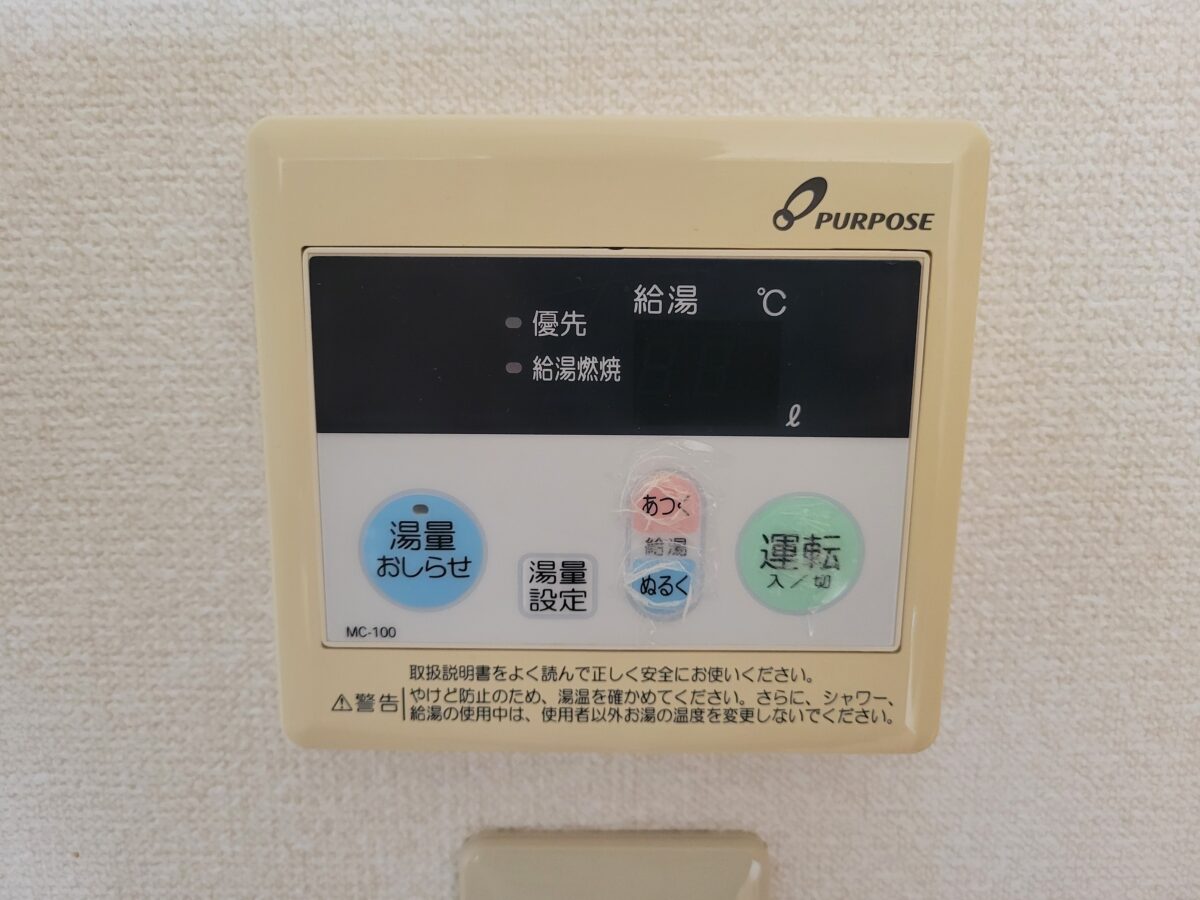 PURPOSE
給湯 ℃
優先
給湯燃焼
ℓ
湯量
おしらせ
湯量
設定
あつく
給湯
ぬるく
運転
入/切
MC-100
取扱説明書をよく読んで正しく安全にお使いください。
⚠警告
やけど防止のため、湯温を確かめてください。さらに、シャワー、
給湯の使用中は、使用者以外お湯の温度を変更しないでください。